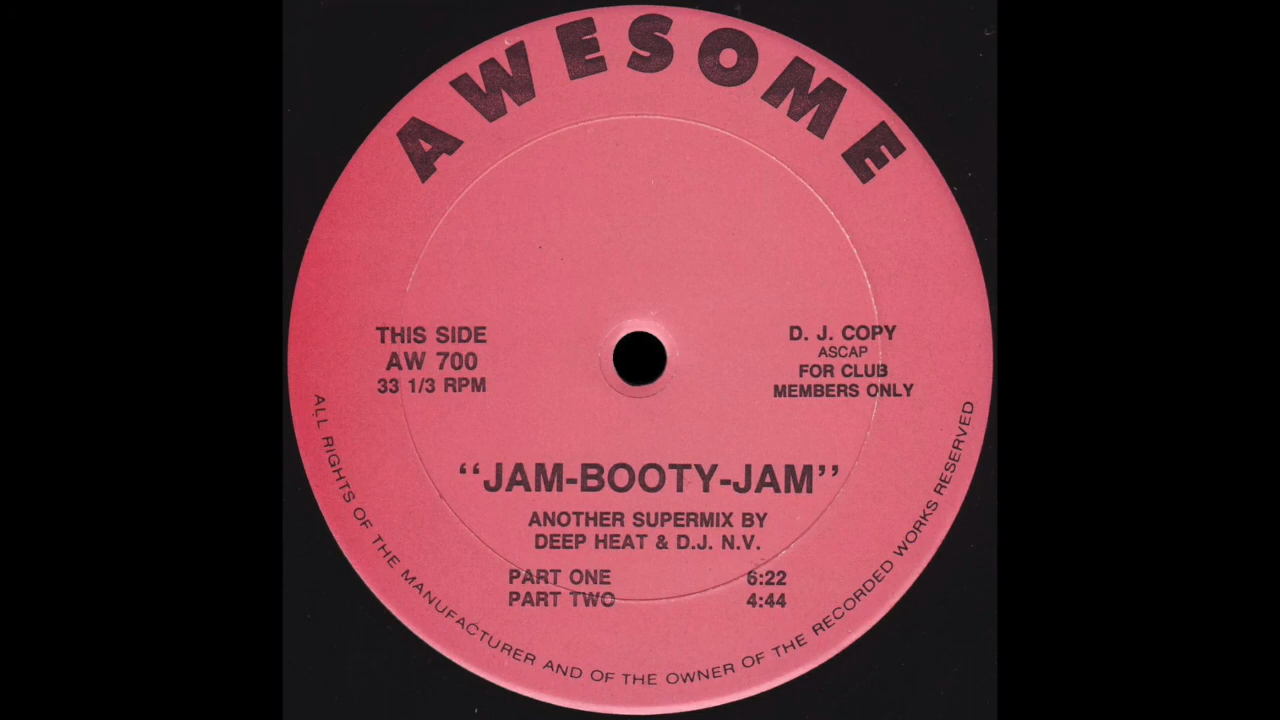 AWESOME
THIS SIDE
AW 700
33 1/3 RPM
D. J. COPY
ASCAP
FOR CLUB
MEMBERS ONLY
“JAM-BOOTY-JAM”
ANOTHER SUPERMIX BY
DEEP HEAT & D.J. N.V.
PART ONE 6:22
PART TWO 4:44
ALL RIGHTS OF THE MANUFACTURER AND OF THE OWNER OF THE RECORDED WORKS RESERVED